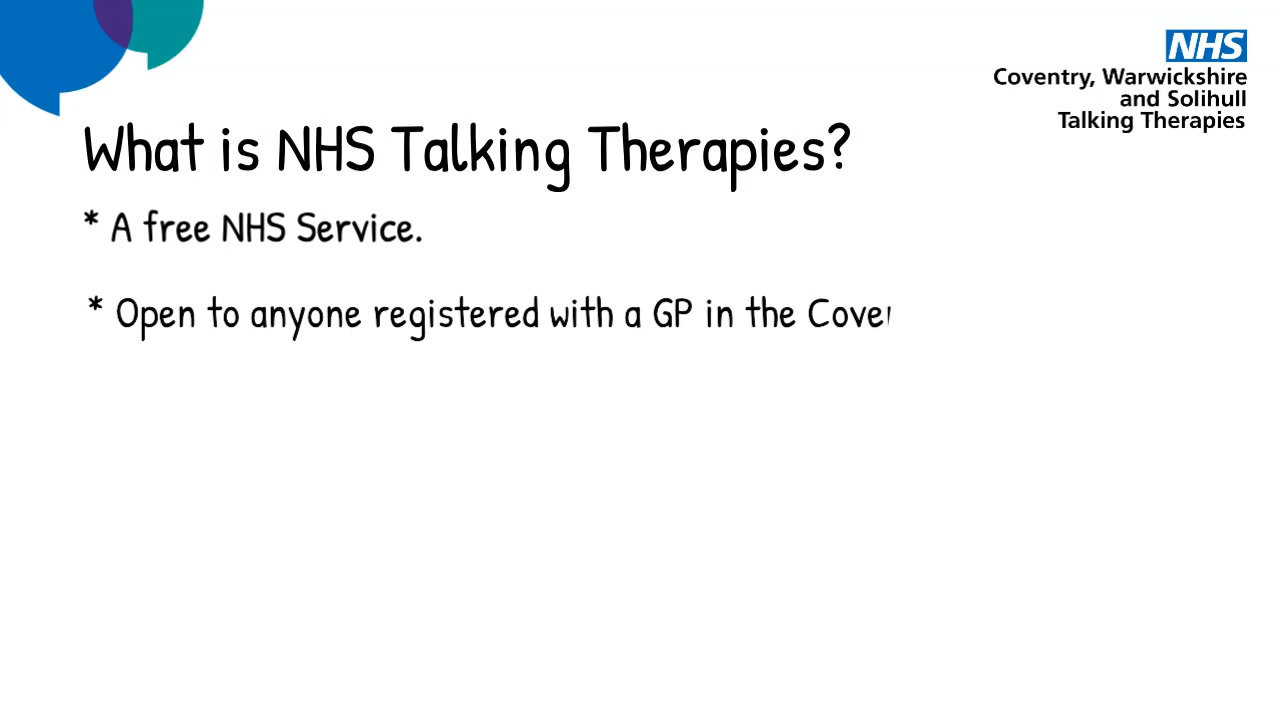 NHS
Coventry, Warwickshire
and Solihull
Talking Therapies
What is NHS Talking Therapies?
* A free NHS Service.
* Open to anyone registered with a GP in the Cove